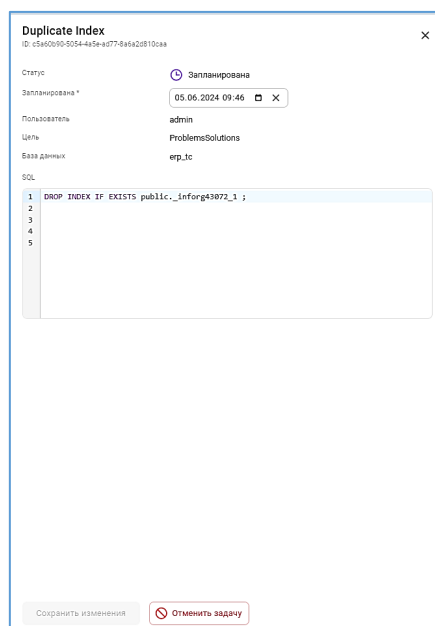 Duplicate Index
ID: c5a60b90-5054-4a5e-ad77-8a6a2d810caa
Статус
Запланирована
Запланирована *
05.06.2024 09:46
Пользователь
admin
Цель
ProblemsSolutions
База данных
erp_tc
SQL
1 DROP INDEX IF EXISTS public._inforg43072_1 ;
2
3
4
5
Сохранить изменения
Отменить задачу